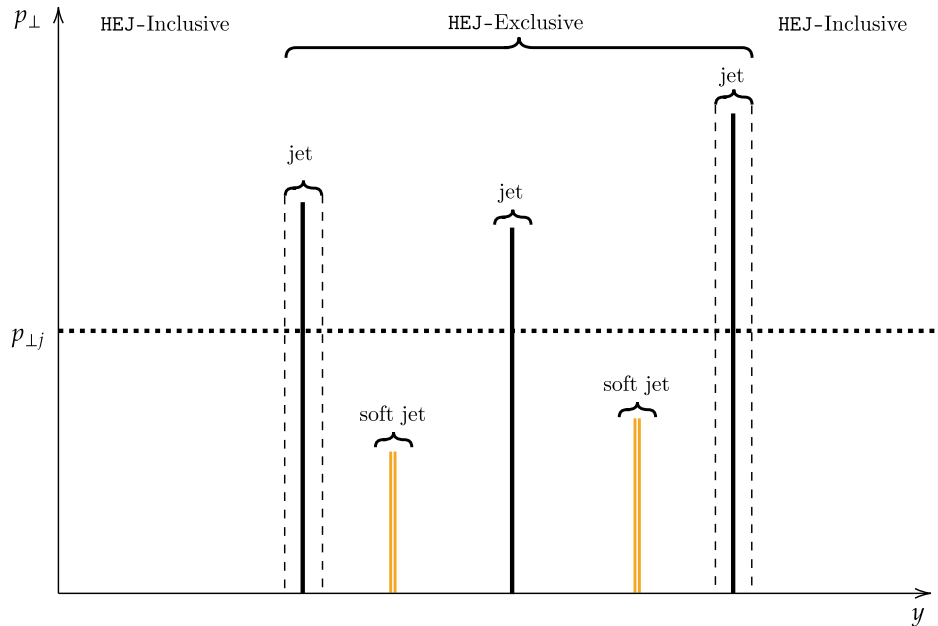 p⊥
HEJ-Inclusive
HEJ-Exclusive
HEJ-Inclusive
jet
jet
jet
p⊥j
soft jet
soft jet
y